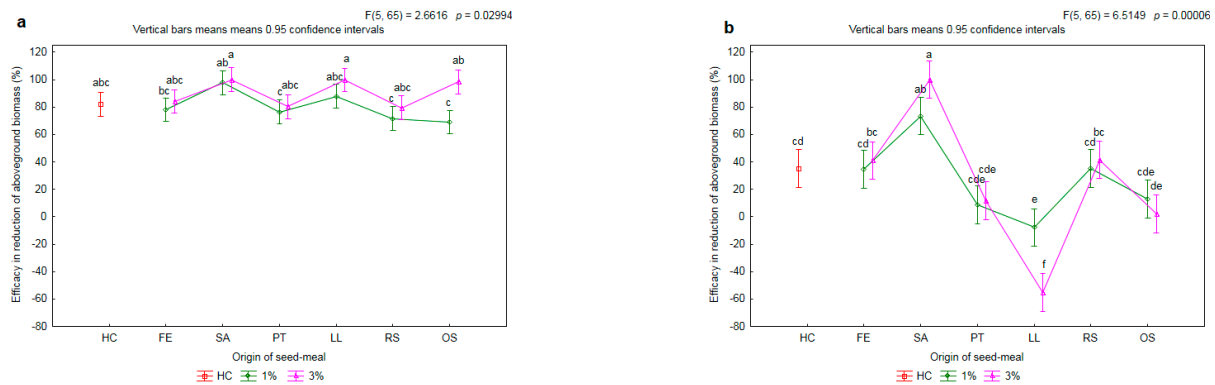 a
F(5, 65) = 2.6616 p = 0.02994
Vertical bars means means 0.95 confidence intervals
Efficacy in reduction of aboveground biomass (%)
120
100
80
60
40
20
0
-20
-40
-60
-80
abc
bc
abc
ab
a
c
abc
abc
a
c
abc
c
ab
HC FE SA PT LL RS OS
Origin of seed-meal
HC 1% 3%
b
F(5, 65) = 6.5149 p = 0.00006
Vertical bars means means 0.95 confidence intervals
Efficacy in reduction of aboveground biomass (%)
120
100
80
60
40
20
0
-20
-40
-60
-80
cd
cd
bc
ab
a
cde
cde
e
f
cd
bc
cde
de
HC FE SA PT LL RS OS
Origin of seed-meal
HC 1% 3%